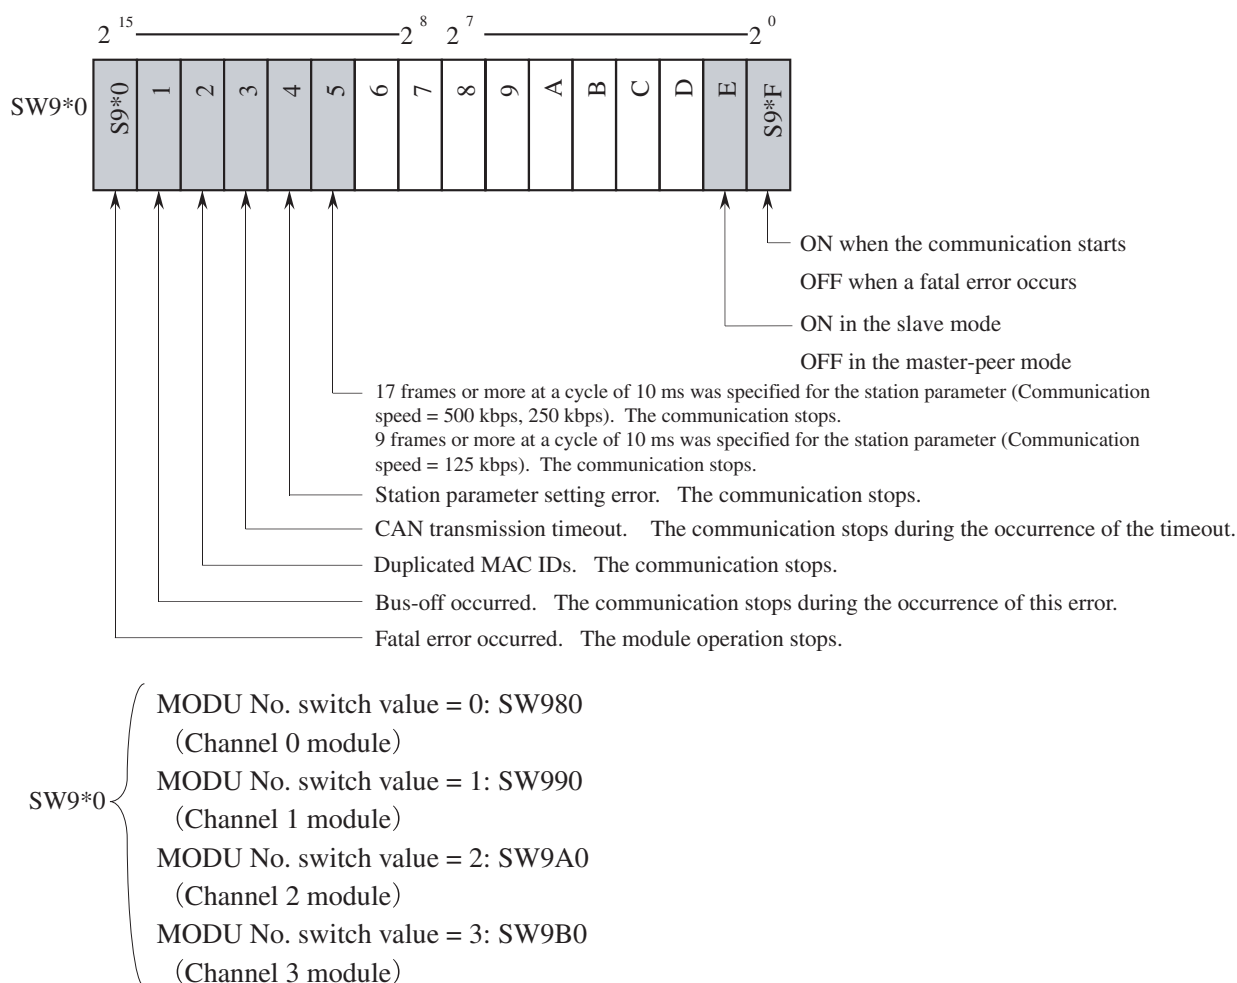 2^15 2^8 2^7 2^0
SW9*0 S9*0 1 2 3 4 5 6 7 8 9 A B C D E S9*F
ON when the communication starts
OFF when a fatal error occurs
ON in the slave mode
OFF in the master-peer mode
17 frames or more at a cycle of 10 ms was specified for the station parameter (Communication
speed = 500 kbps, 250 kbps). The communication stops.
9 frames or more at a cycle of 10 ms was specified for the station parameter (Communication
speed = 125 kbps). The communication stops.
Station parameter setting error. The communication stops.
CAN transmission timeout. The communication stops during the occurrence of the timeout.
Duplicated MAC IDs. The communication stops.
Bus-off occurred. The communication stops during the occurrence of this error.
Fatal error occurred. The module operation stops.
SW9*0
MODU No. switch value = 0: SW980
（Channel 0 module）
MODU No. switch value = 1: SW990
（Channel 1 module）
MODU No. switch value = 2: SW9A0
（Channel 2 module）
MODU No. switch value = 3: SW9B0
（Channel 3 module）